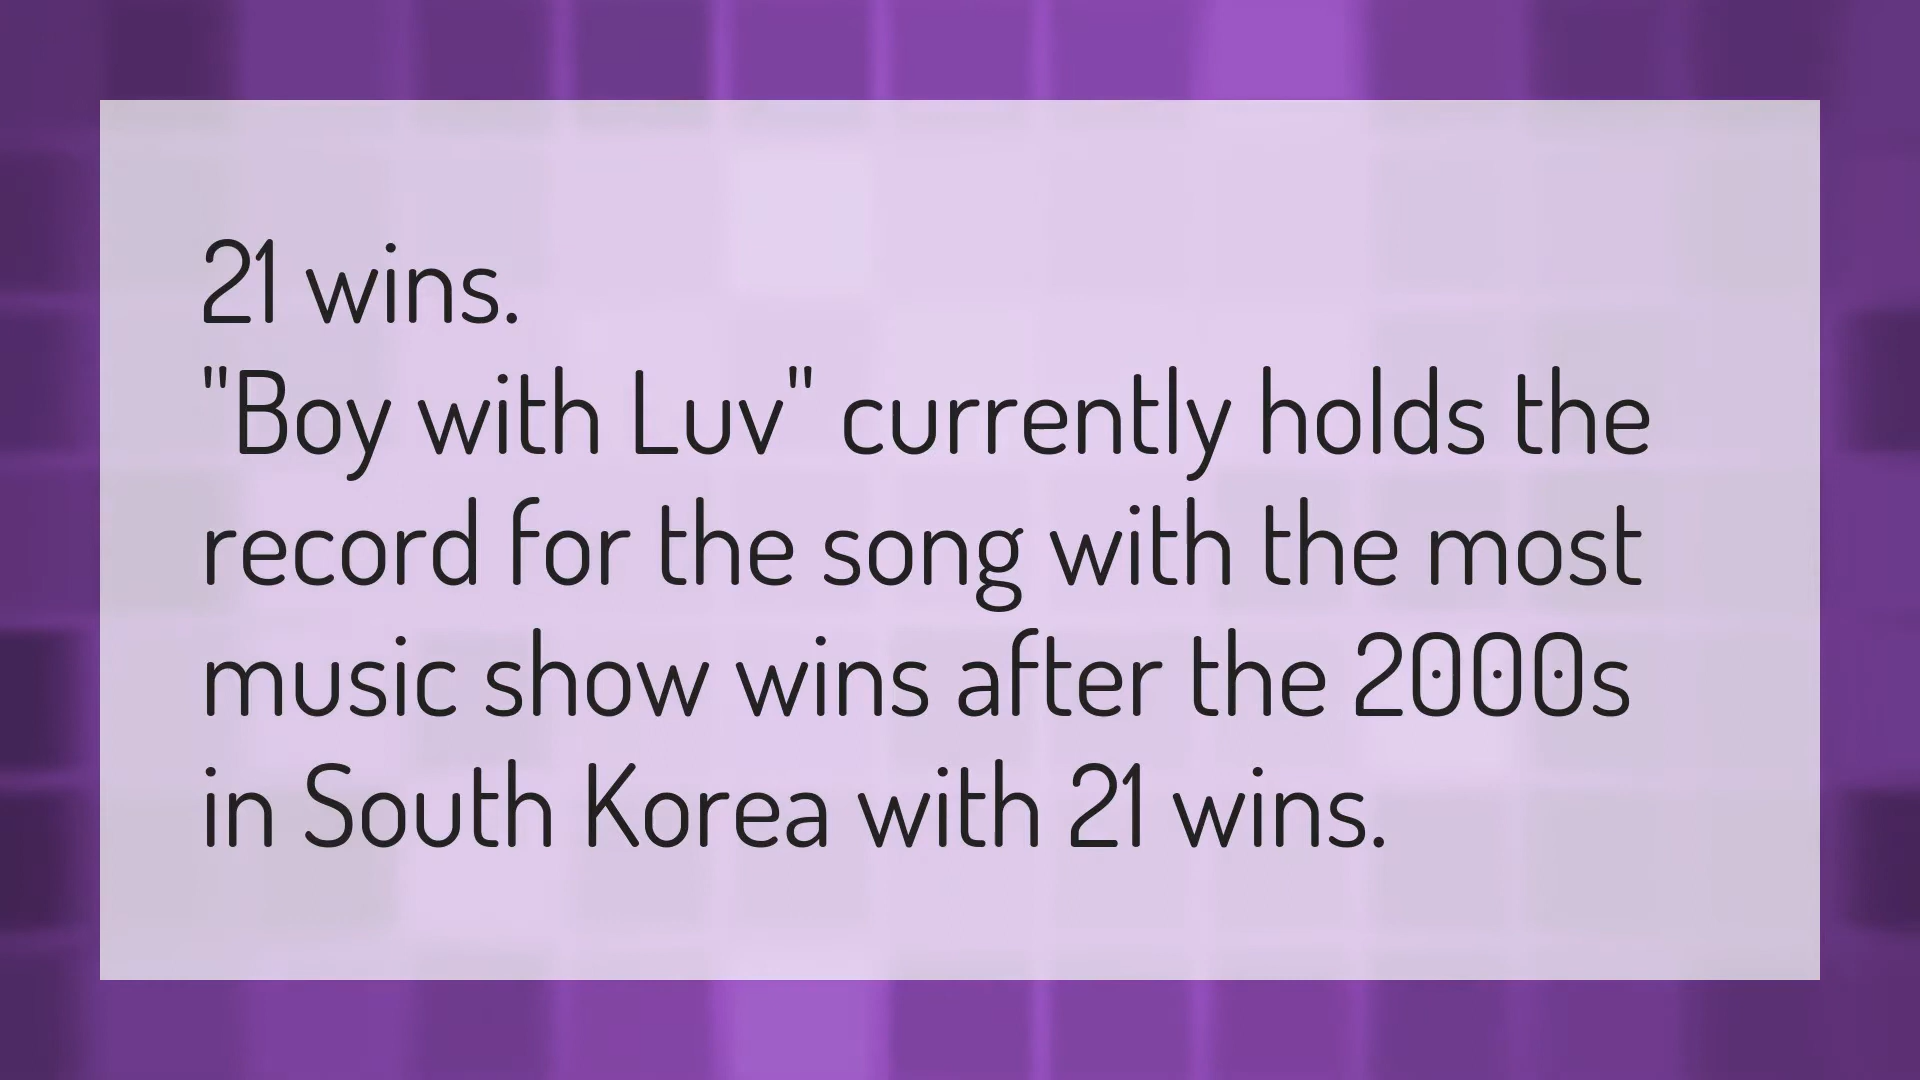 21 wins.
"Boy with Luv" currently holds the
record for the song with the most
music show wins after the 2000s
in South Korea with 21 wins.